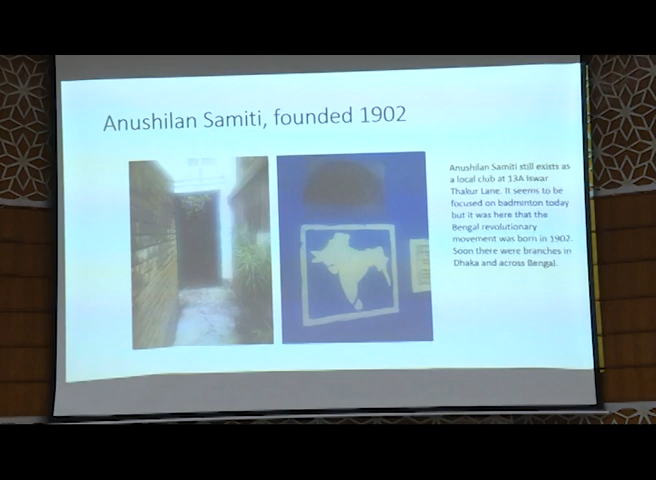 Anushilan Samiti, founded 1902
Anushilan Samiti still exists as
a local club at 13A Iswar
Thakur Lane. It seems to be
focused on badminton today
but it was here that the
Bengal revolutionary
movement was born in 1902.
Soon there were branches in
Dhaka and across Bengal.